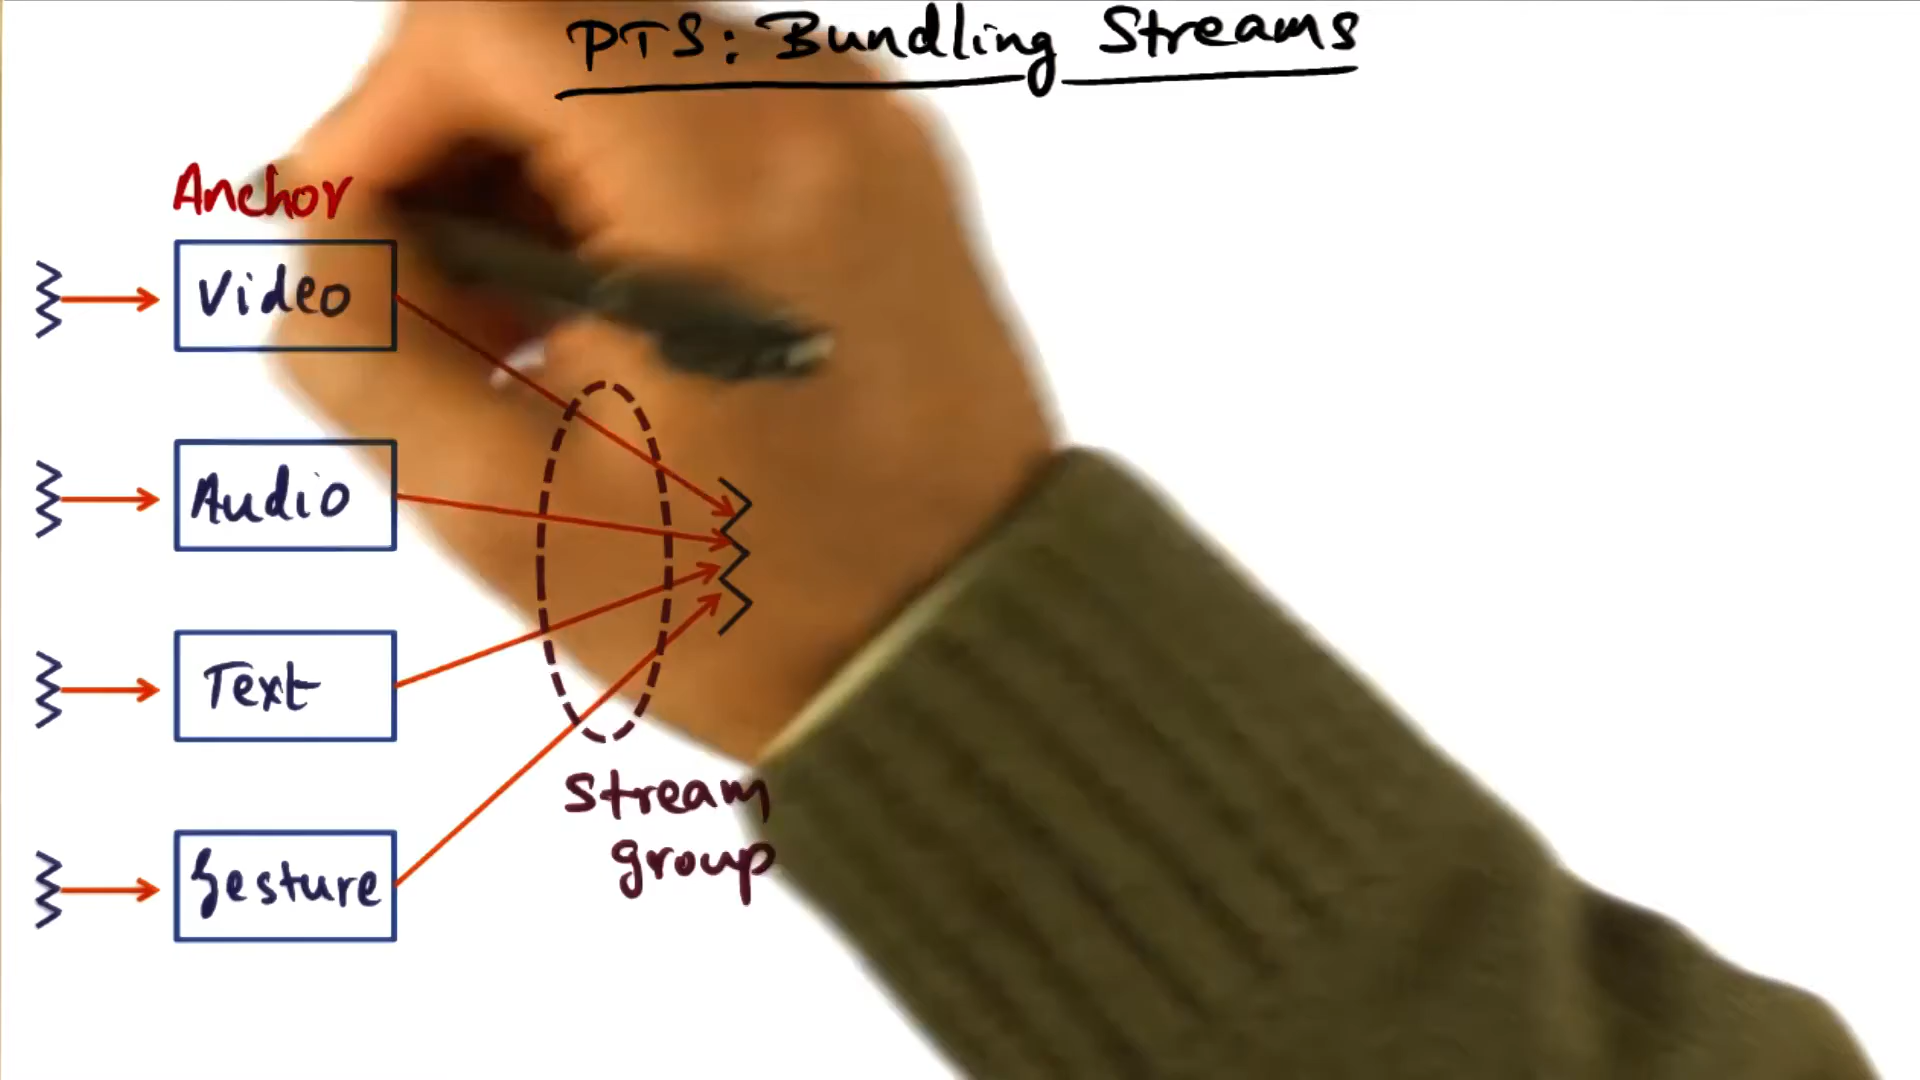 PTS: Bundling Streams
Anchor
Video
Audio
Text
Gesture
Stream
group